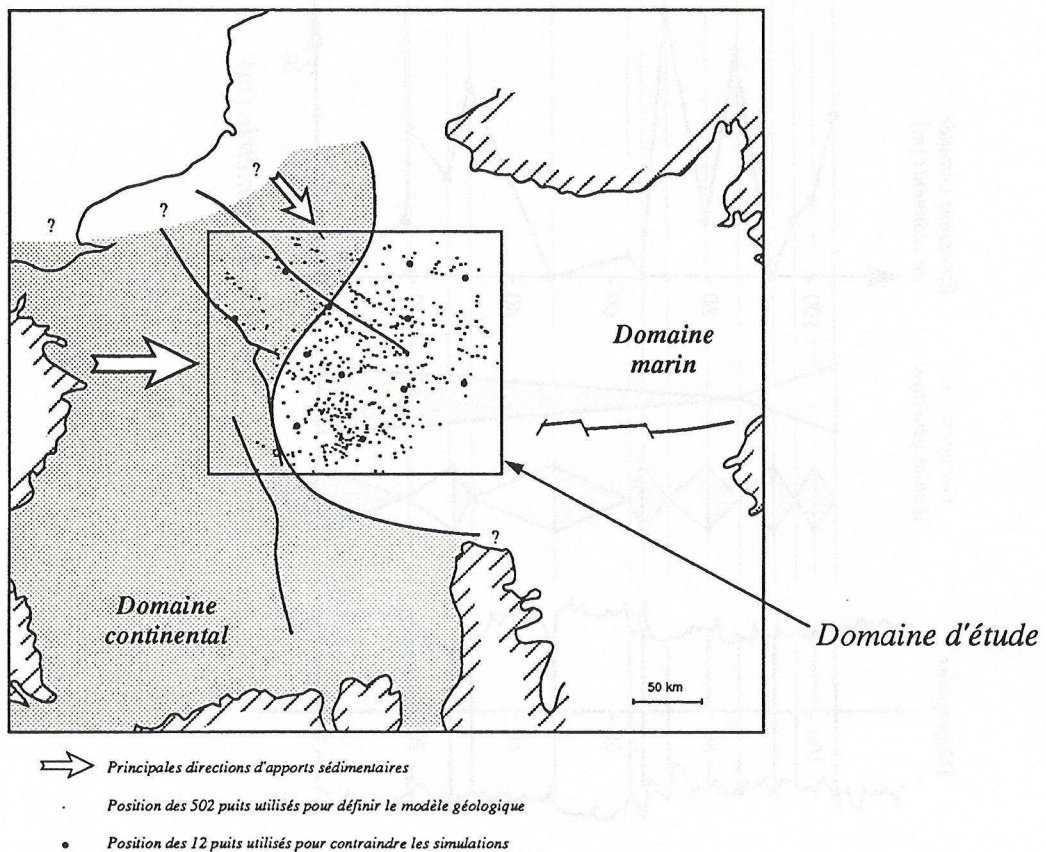 ?
?
?
Domaine
marin
?
Domaine
continental
Domaine d'étude
50 km
Principales directions d'apports sédimentaires
Position des 502 puits utilisés pour définir le modèle géologique
Position des 12 puits utilisés pour contraindre les simulations